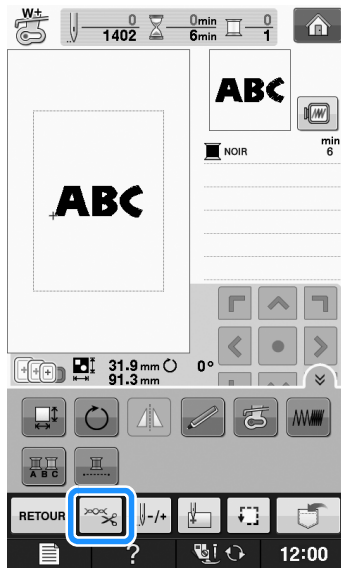 W+
0
1402
0min
6min
0
1
ABC
min
NOIR
6
ABC
31.9 mm
0°
91.3 mm
A B C
RETOUR
-/+
?
12:00